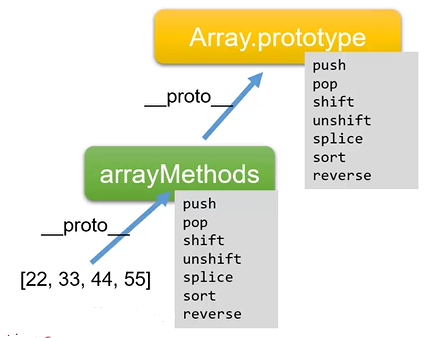 Array.prototype
push
pop
shift
unshift
splice
sort
reverse
__proto__
arrayMethods
push
pop
shift
unshift
splice
sort
reverse
__proto__
[22, 33, 44, 55]